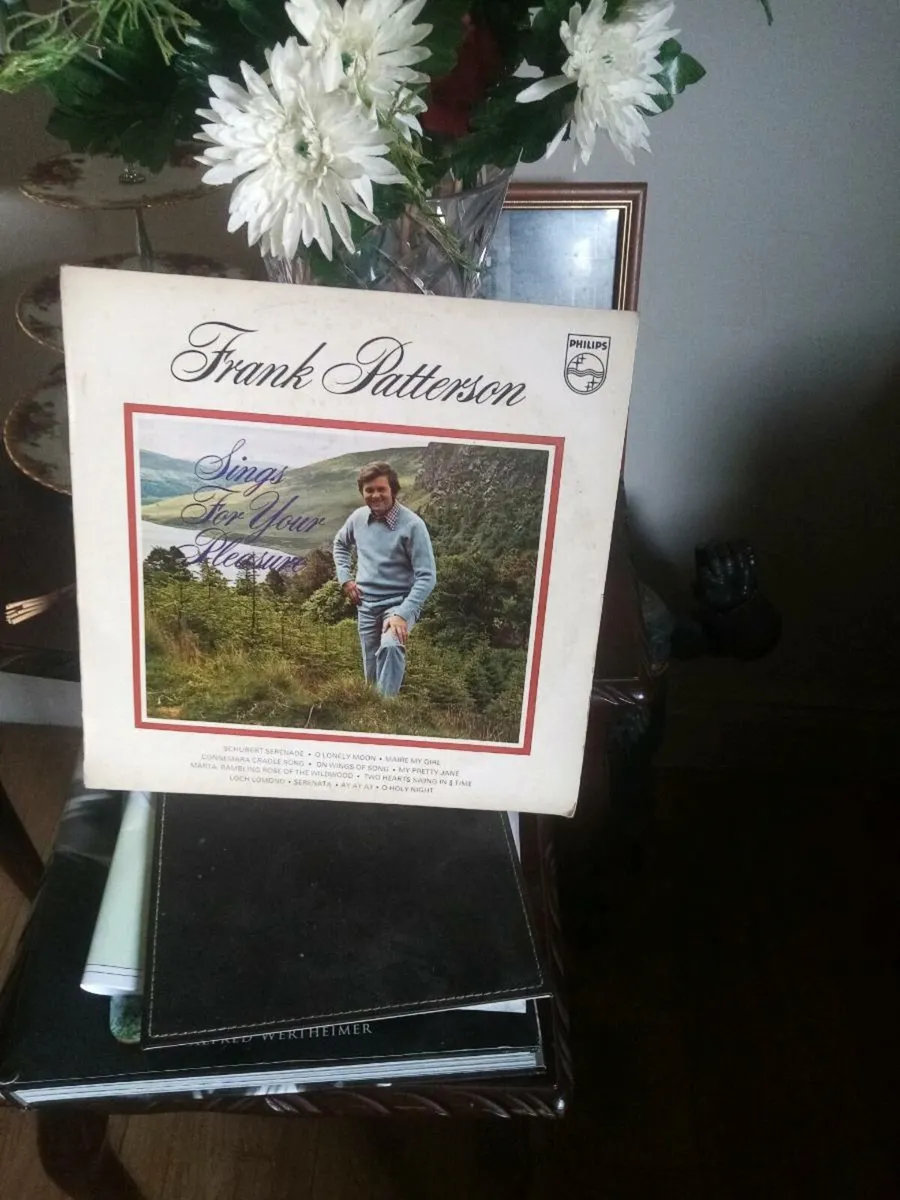 Frank Patterson
PHILIPS
Sings
For Your
Pleasure
SCHUBERT SERENADE • O LONELY MOON • MAIRE MY GIRL
CONNEMARA CRADLE SONG • ON WINGS OF SONG • MY PRETTY JANE
MARTA, RAMBLING ROSE OF THE WILDWOOD • TWO HEARTS SWING IN ¾ TIME
LOCH LOMOND • SERENATA • AY AY AY • O HOLY NIGHT
WERTHEIMER